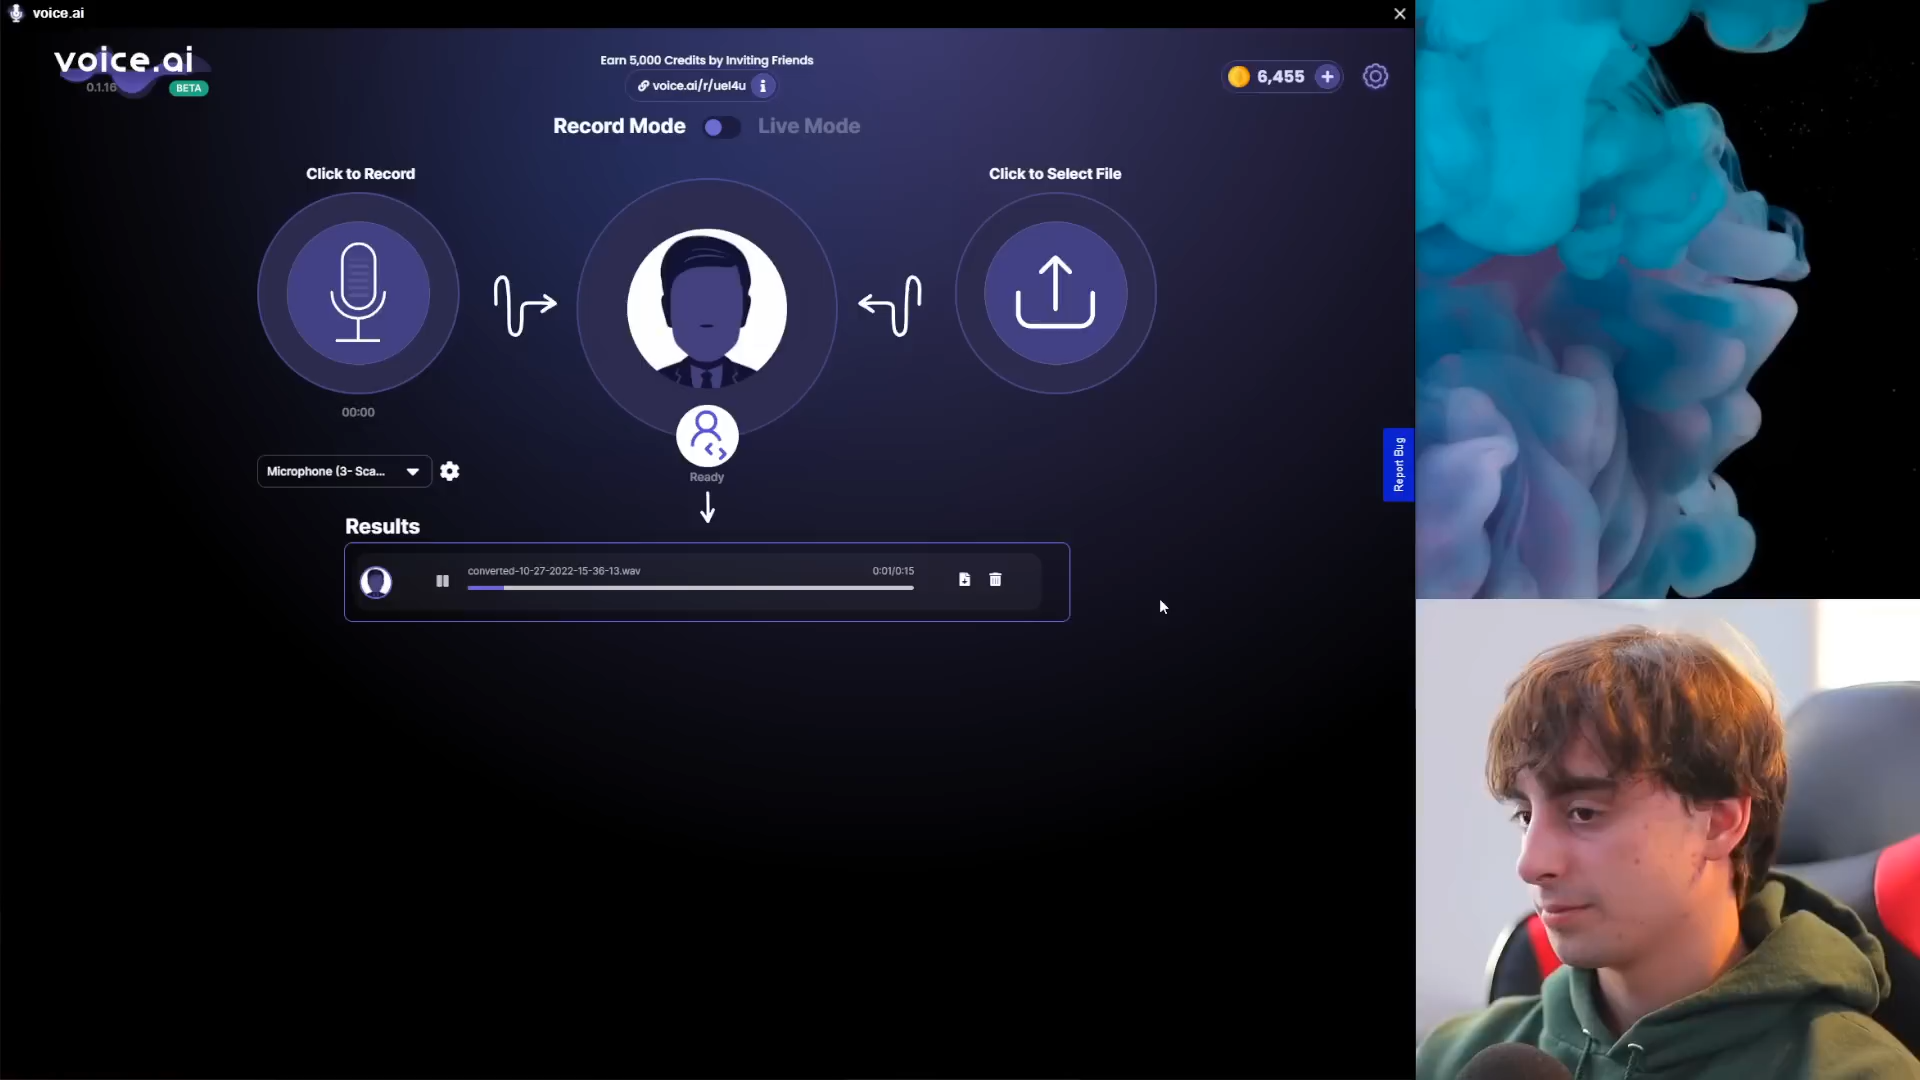 voice.ai
voice.ai
0.1.16
BETA
Earn 5,000 Credits by Inviting Friends
voice.ai/r/uel4u
6,455
Record Mode
Live Mode
Click to Record
Click to Select File
00:00
Microphone (3- Sca...
Ready
Report Bug
Results
converted-10-27-2022-15-36-13.wav
0:01/0:15